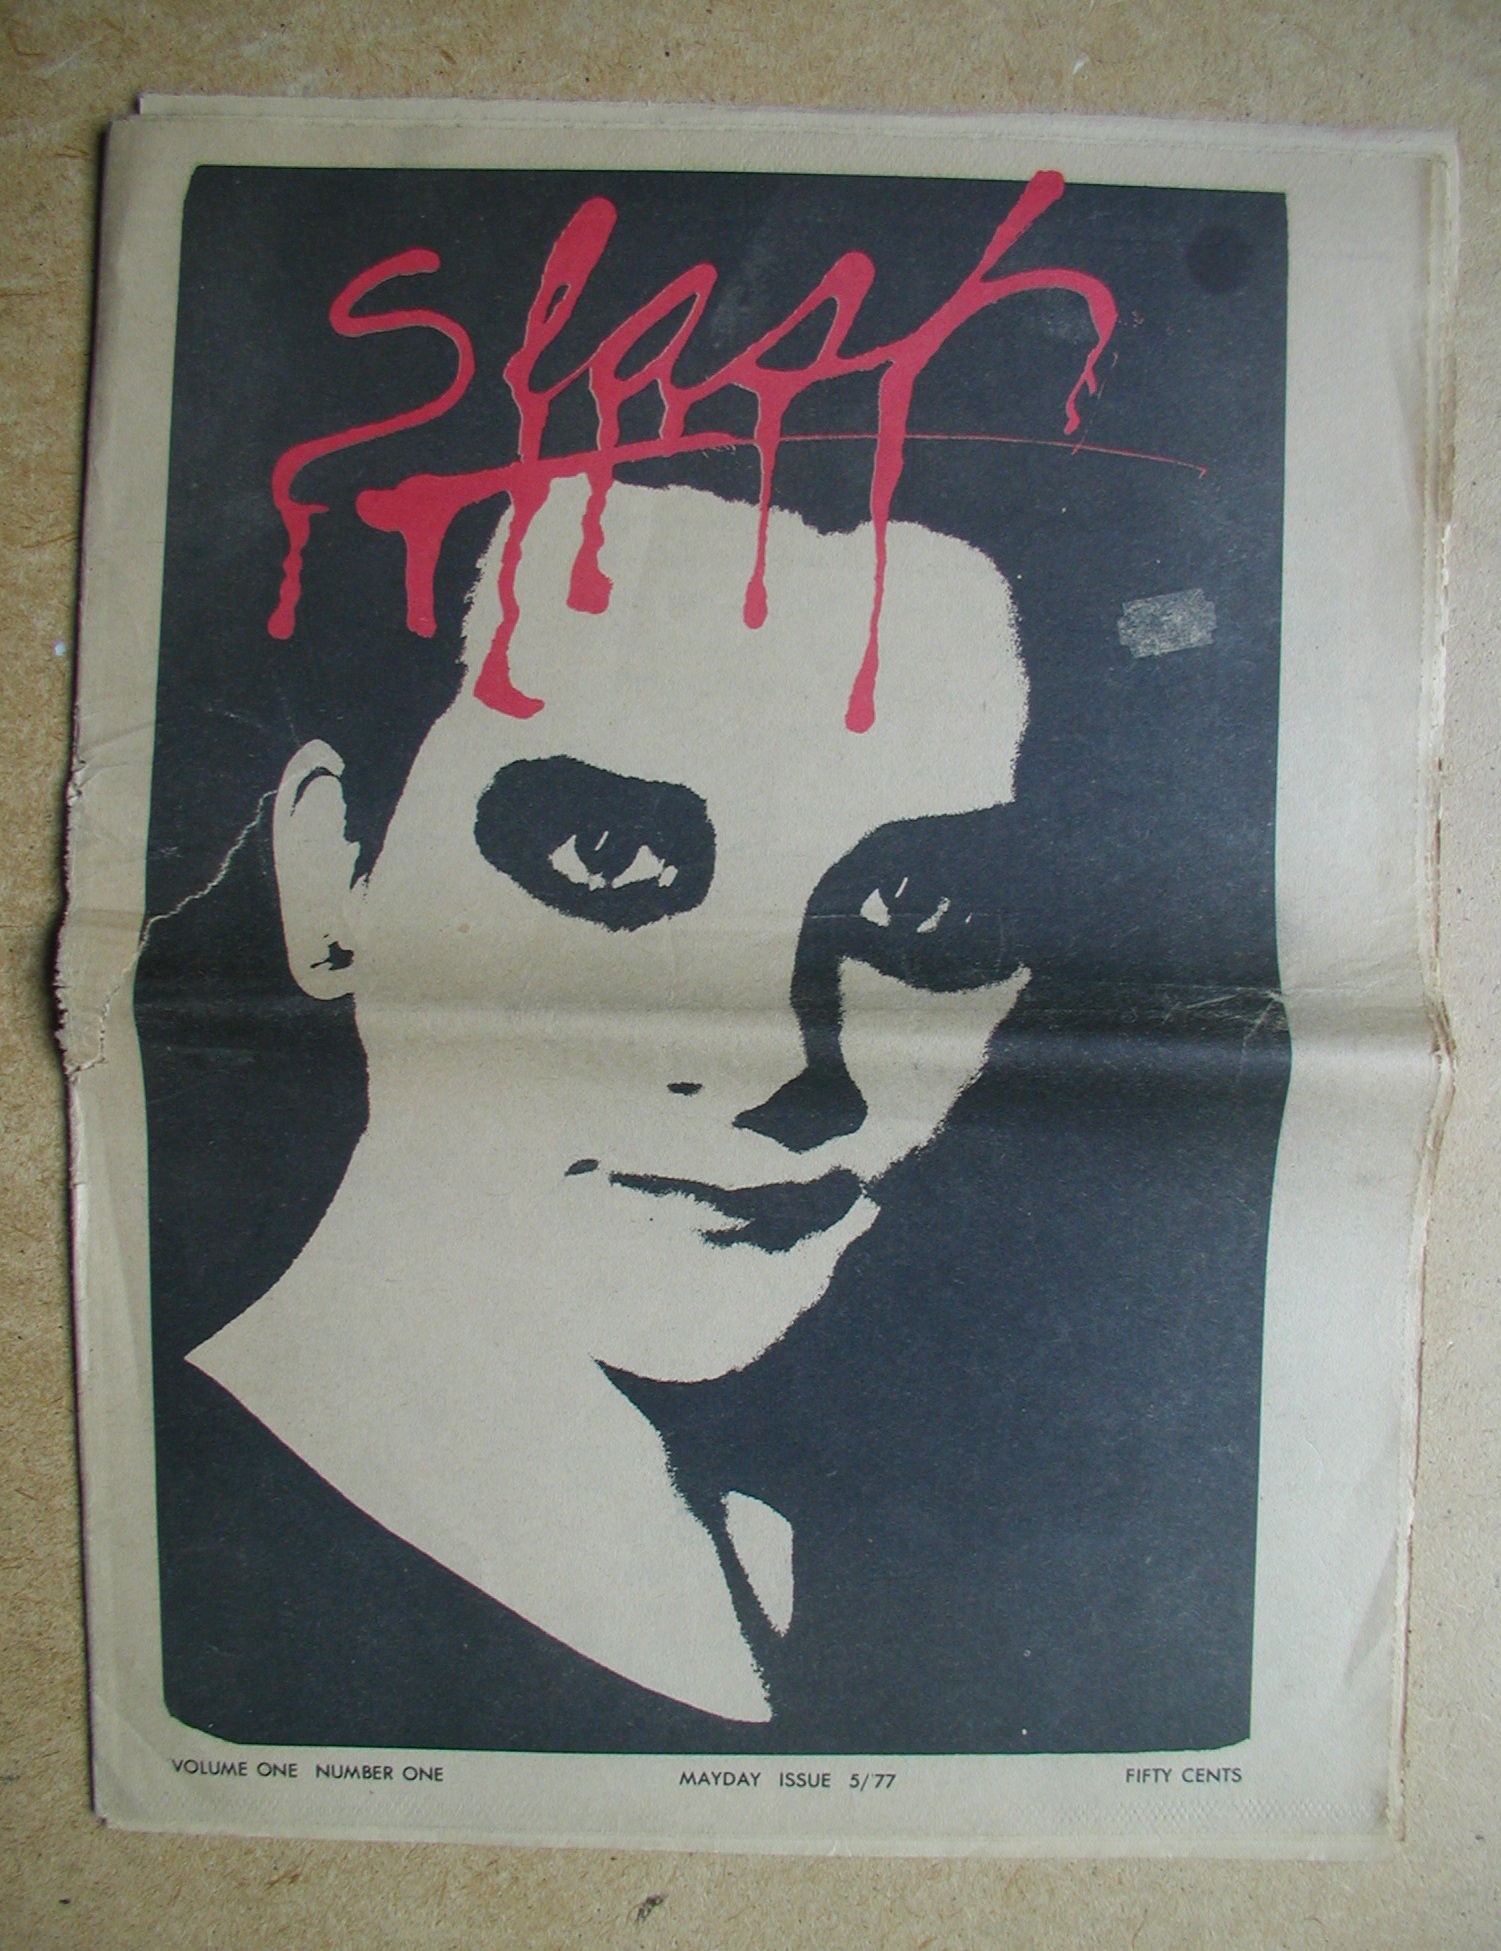 Slash
VOLUME ONE NUMBER ONE
MAYDAY ISSUE 5/77
FIFTY CENTS